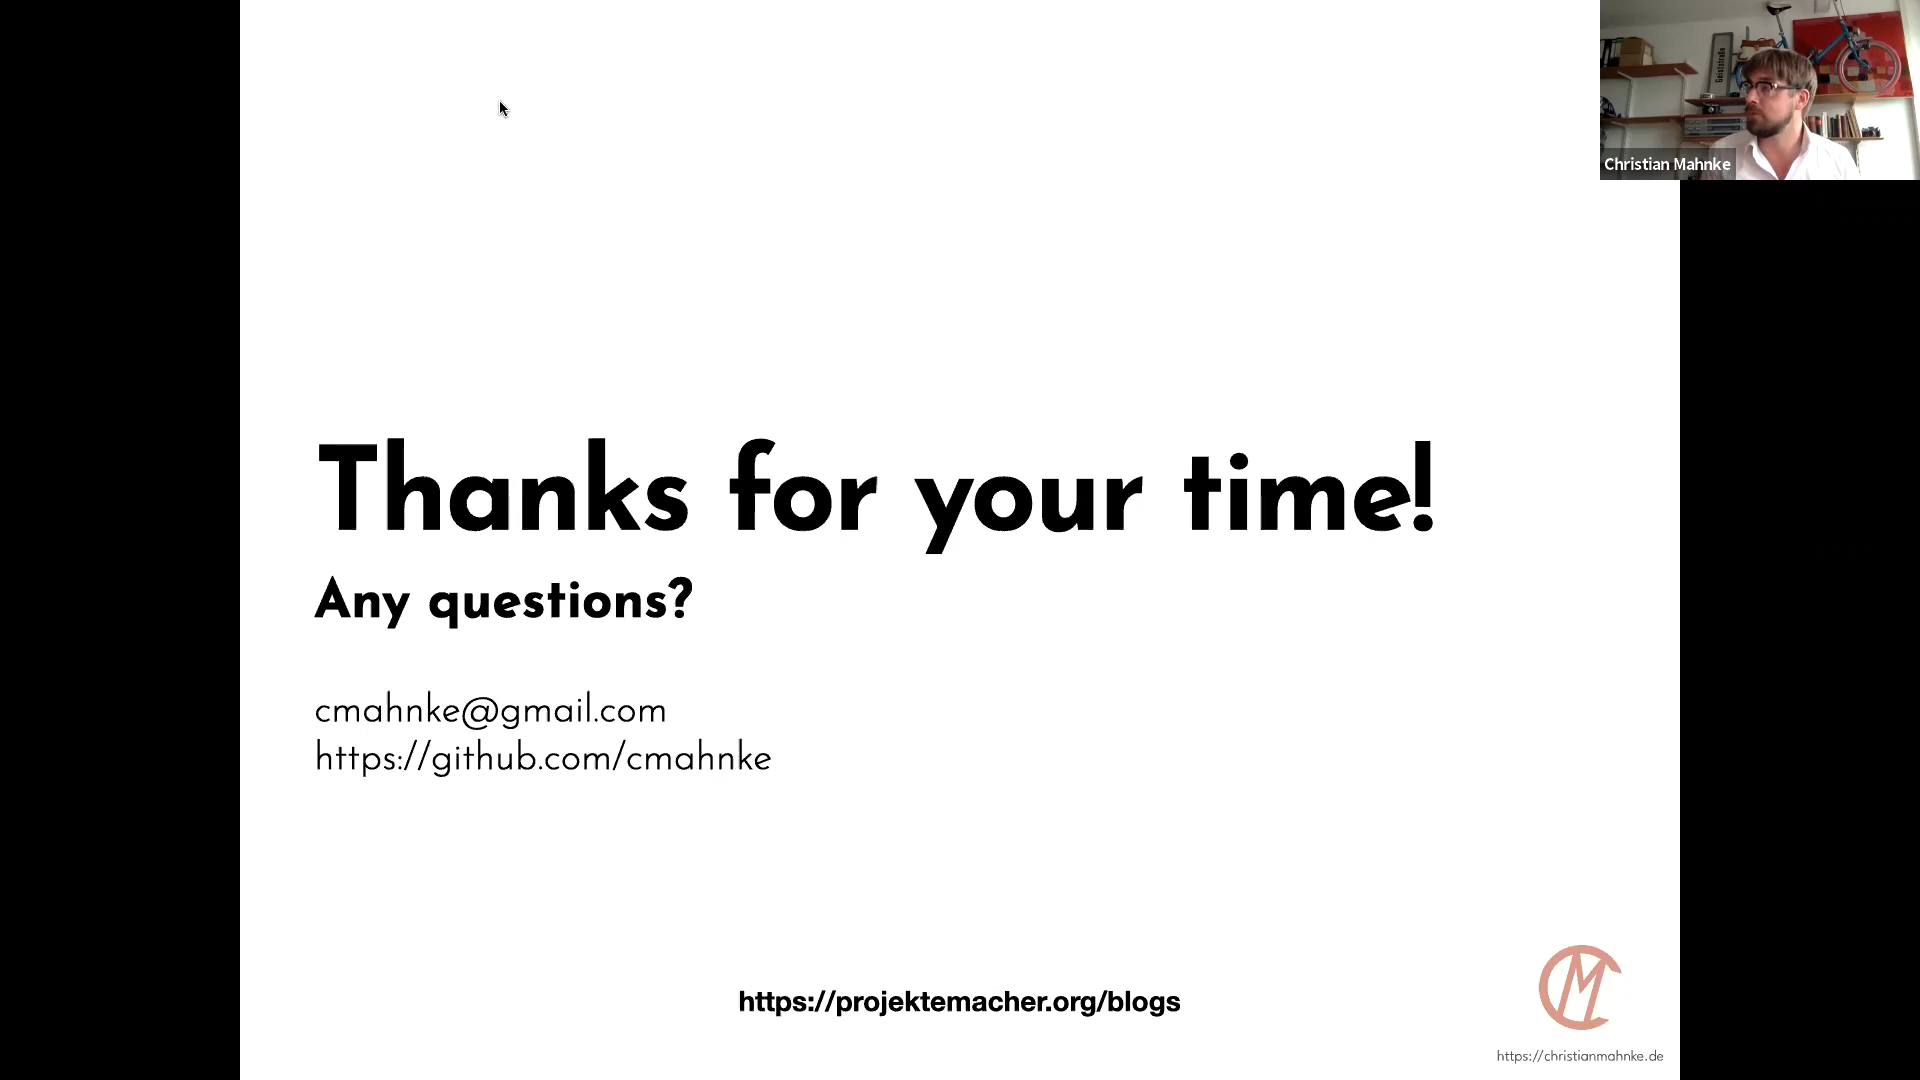 Christian Mahnke
Thanks for your time!
Any questions?
cmahnke@gmail.com
https://github.com/cmahnke
https://projektemacher.org/blogs
CM
https://christianmahnke.de